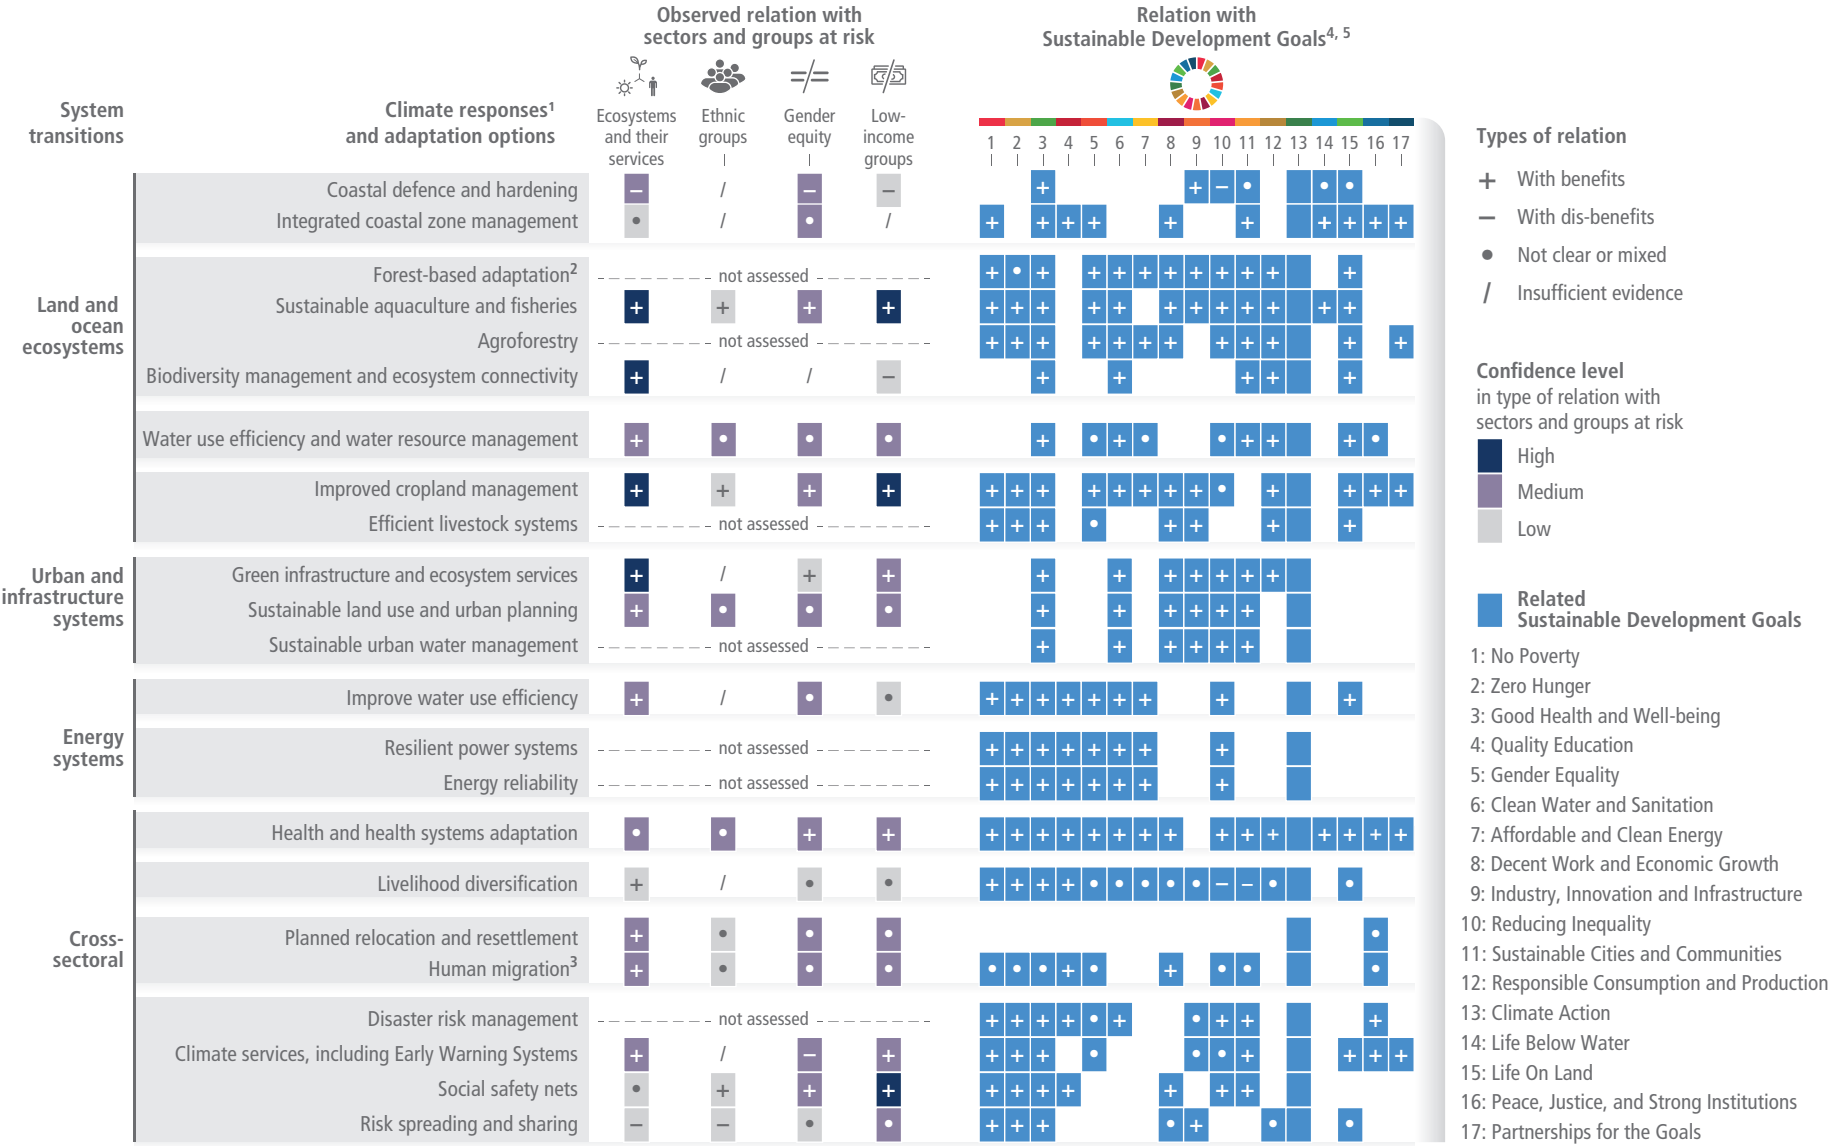 Observed relation with
sectors and groups at risk
Relation with
Sustainable Development Goals4, 5
System
transitions
Climate responses1
and adaptation options
Ecosystems
and their
services
Ethnic
groups
Gender
equity
Low-
income
groups
1 2 3 4 5 6 7 8 9 10 11 12 13 14 15 16 17
Land and
ocean
ecosystems
Coastal defence and hardening – / – – + + – • • •
Integrated coastal zone management • / • / + + + + + + + + + +
Forest-based adaptation2 not assessed + • + + + + + + + + + +
Sustainable aquaculture and fisheries + + + + + + + + + + + + + + + +
Agroforestry not assessed + + + + + + + + + + + +
Biodiversity management and ecosystem connectivity + / / – + + + + +
Water use efficiency and water resource management + • • • + • + • • + + + •
Improved cropland management + + + + + + + + + + + + • + + + +
Efficient livestock systems not assessed + + + • + + + +
Urban and
infrastructure
systems
Green infrastructure and ecosystem services + / + + + + + + + + +
Sustainable land use and urban planning + • • • + + + + + +
Sustainable urban water management not assessed + + + + + +
Energy
systems
Improve water use efficiency + / • • + + + + + + + + +
Resilient power systems not assessed + + + + + + + +
Energy reliability not assessed + + + + + + + +
Cross-
sectoral
Health and health systems adaptation • • + + + + + + + + + + + + + + + + +
Livelihood diversification + / • • + + + + • • • • • – – • •
Planned relocation and resettlement + • • • •
Human migration3 + • • • • • • + • + • • •
Disaster risk management not assessed + + + + • + • + + +
Climate services, including Early Warning Systems + / – + + + + • • • + + + +
Social safety nets • + + + + + + + + + +
Risk spreading and sharing – – • • + + + • + • •
Types of relation
+ With benefits
– With dis-benefits
• Not clear or mixed
/ Insufficient evidence
Confidence level
in type of relation with
sectors and groups at risk
High
Medium
Low
Related
Sustainable Development Goals
1: No Poverty
2: Zero Hunger
3: Good Health and Well-being
4: Quality Education
5: Gender Equality
6: Clean Water and Sanitation
7: Affordable and Clean Energy
8: Decent Work and Economic Growth
9: Industry, Innovation and Infrastructure
10: Reducing Inequality
11: Sustainable Cities and Communities
12: Responsible Consumption and Production
13: Climate Action
14: Life Below Water
15: Life On Land
16: Peace, Justice, and Strong Institutions
17: Partnerships for the Goals